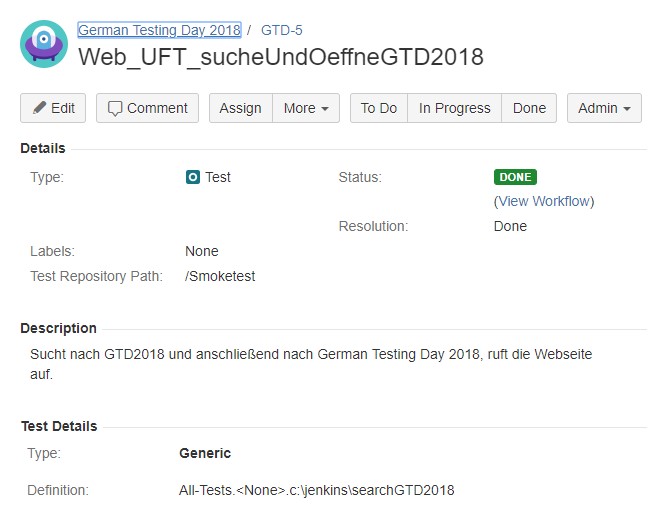 German Testing Day 2018 / GTD-5
Web_UFT_sucheUndOeffneGTD2018
Edit Comment Assign More To Do In Progress Done Admin
Details
Type: Test Status: DONE
(View Workflow)
Resolution: Done
Labels: None
Test Repository Path: /Smoketest
Description
Sucht nach GTD2018 und anschließend nach German Testing Day 2018, ruft die Webseite
auf.
Test Details
Type: Generic
Definition: All-Tests.<None>.c:\jenkins\searchGTD2018